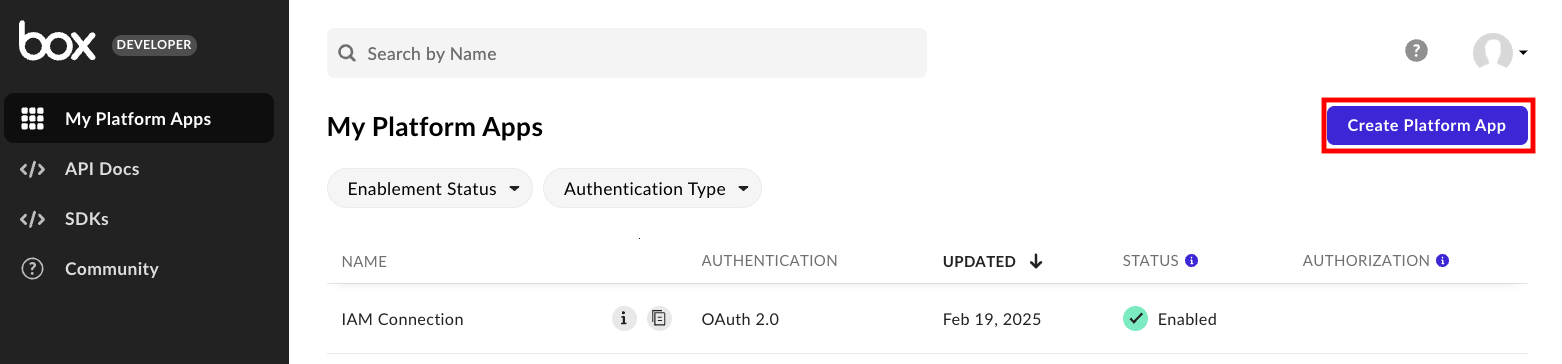 box DEVELOPER
My Platform Apps
API Docs
SDKs
Community
Search by Name
?
My Platform Apps
Create Platform App
Enablement Status
Authentication Type
NAME AUTHENTICATION UPDATED STATUS AUTHORIZATION
IAM Connection OAuth 2.0 Feb 19, 2025 Enabled